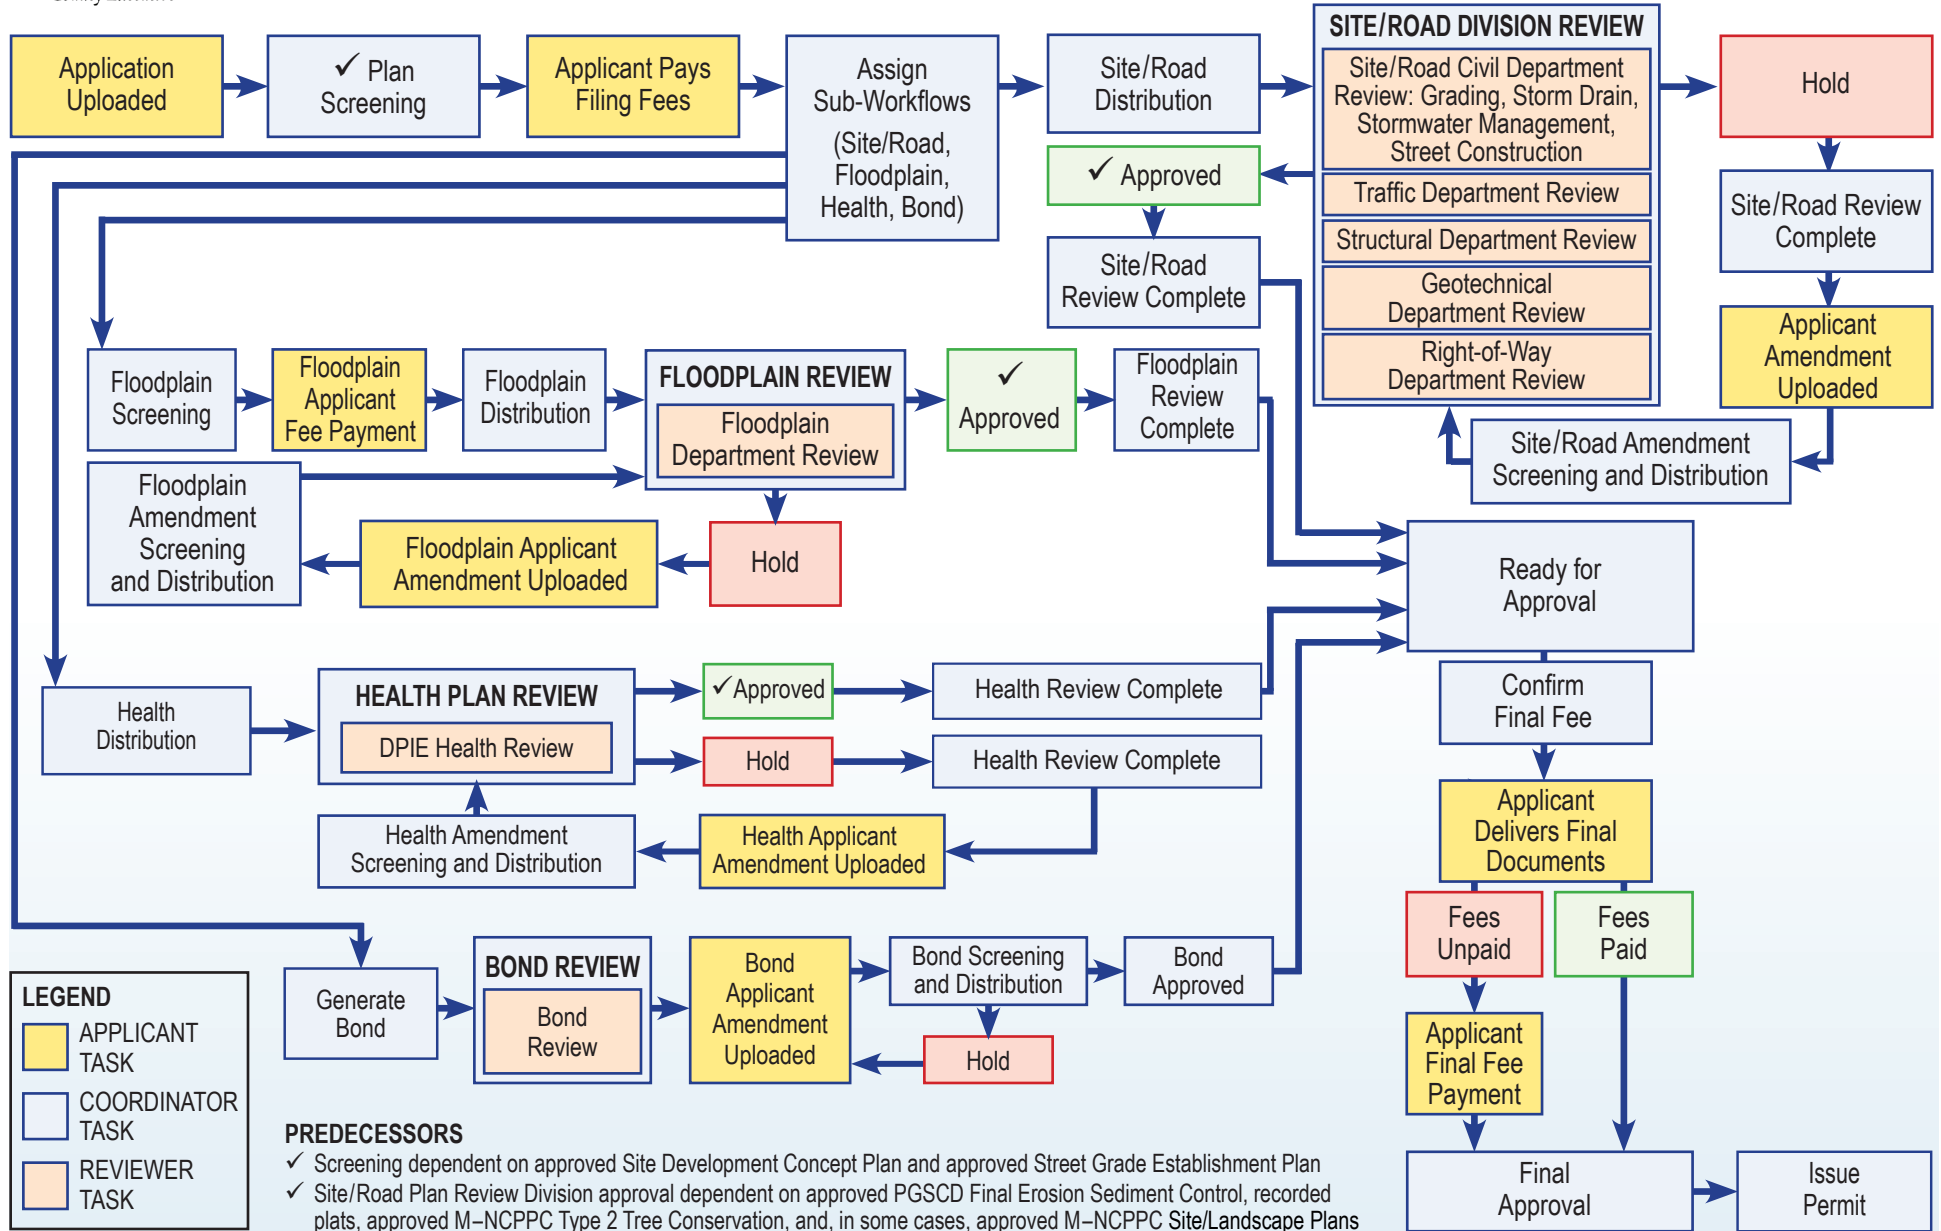 Application
Uploaded
✓ Plan
Screening
Applicant Pays
Filing Fees
Assign
Sub-Workflows
(Site/Road,
Floodplain,
Health, Bond)
Site/Road
Distribution
SITE/ROAD DIVISION REVIEW
Site/Road Civil Department
Review: Grading, Storm Drain,
Stormwater Management,
Street Construction
Traffic Department Review
Structural Department Review
Geotechnical
Department Review
Right-of-Way
Department Review
Hold
Site/Road Review
Complete
Applicant
Amendment
Uploaded
Site/Road Amendment
Screening and Distribution
✓ Approved
Site/Road
Review Complete
Floodplain
Screening
Floodplain
Applicant
Fee Payment
Floodplain
Distribution
FLOODPLAIN REVIEW
Floodplain
Department Review
✓
Approved
Floodplain
Review
Complete
Floodplain
Amendment
Screening
and Distribution
Floodplain Applicant
Amendment Uploaded
Hold
Ready for
Approval
Health
Distribution
HEALTH PLAN REVIEW
DPIE Health Review
✓ Approved
Health Review Complete
Hold
Health Review Complete
Health Amendment
Screening and Distribution
Health Applicant
Amendment Uploaded
Confirm
Final Fee
Applicant
Delivers Final
Documents
Fees
Unpaid
Fees
Paid
Applicant
Final Fee
Payment
Final
Approval
Issue
Permit
Generate
Bond
BOND REVIEW
Bond
Review
Bond
Applicant
Amendment
Uploaded
Bond Screening
and Distribution
Bond
Approved
Hold
LEGEND
APPLICANT
TASK
COORDINATOR
TASK
REVIEWER
TASK
PREDECESSORS
✓ Screening dependent on approved Site Development Concept Plan and approved Street Grade Establishment Plan
✓ Site/Road Plan Review Division approval dependent on approved PGSCD Final Erosion Sediment Control, recorded
plats, approved M–NCPPC Type 2 Tree Conservation, and, in some cases, approved M–NCPPC Site/Landscape Plans